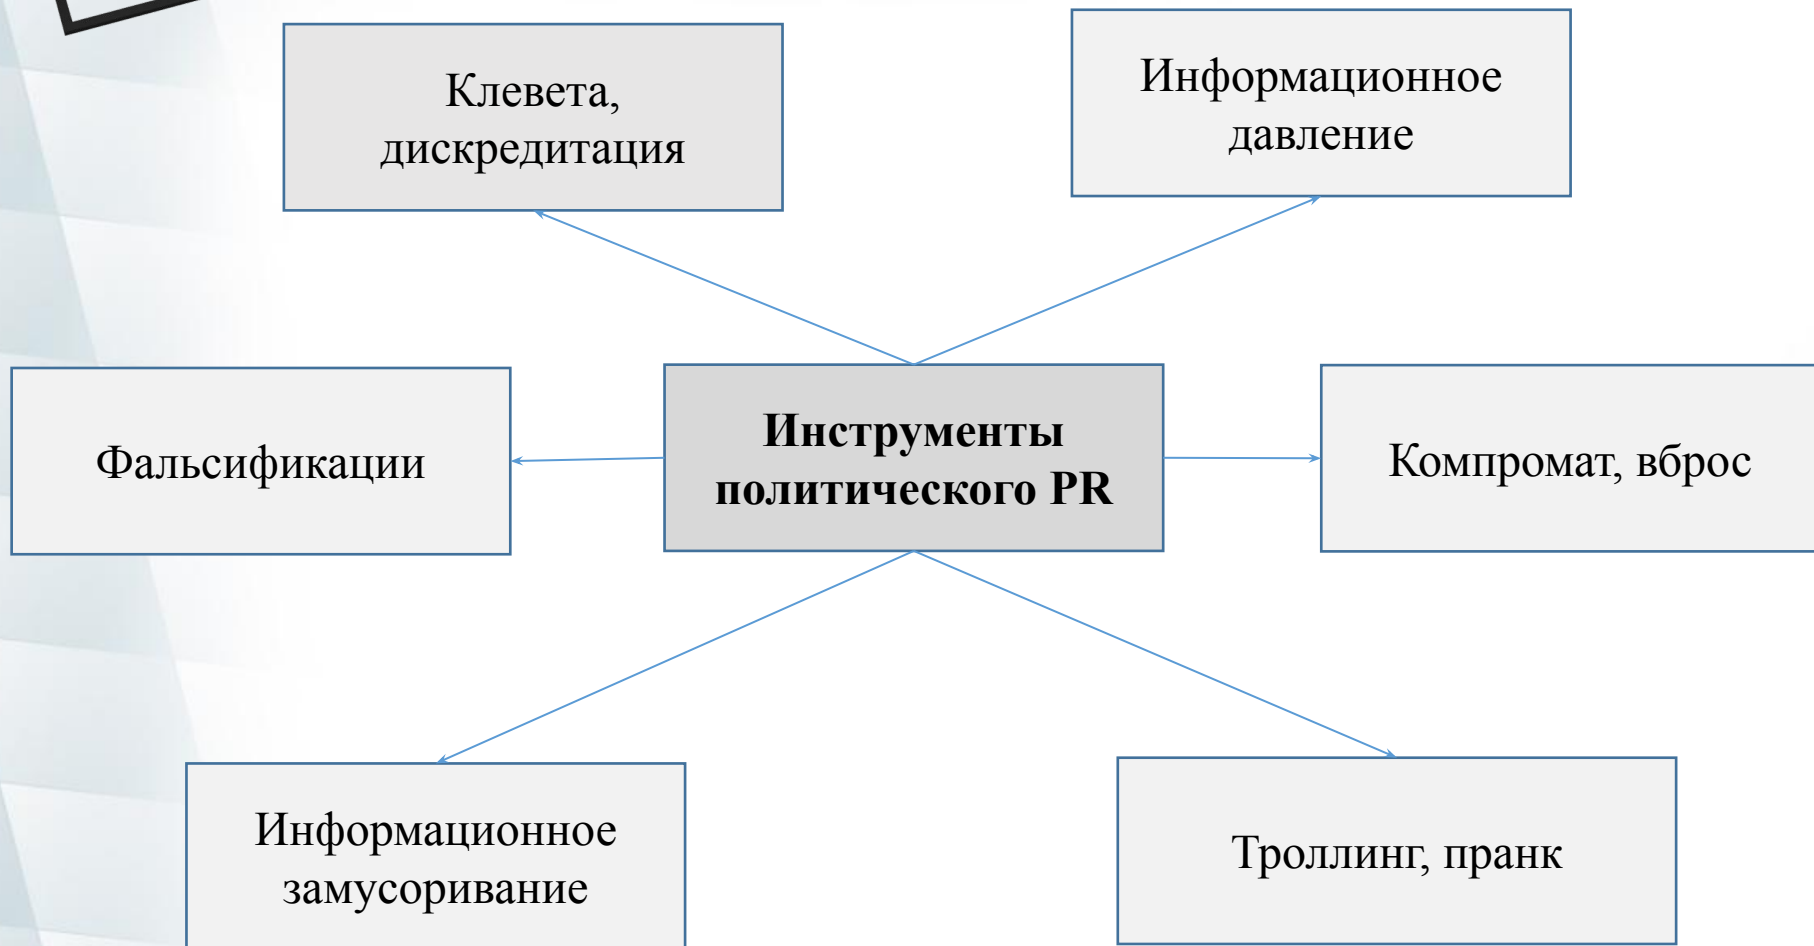 Клевета,
дискредитация
Информационное
давление
Фальсификации
Инструменты
политического PR
Компромат, вброс
Информационное
замусоривание
Троллинг, пранк